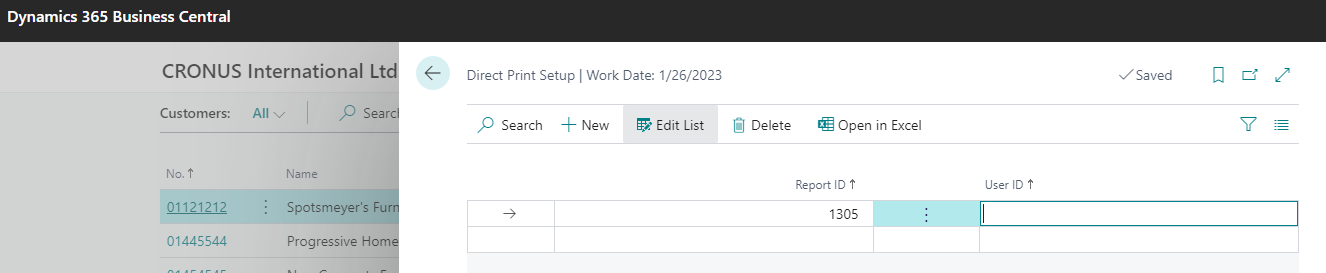 Dynamics 365 Business Central
CRONUS International Ltd
Direct Print Setup | Work Date: 1/26/2023
Saved
Customers: All Search
Search New Edit List Delete Open in Excel
No. ↑ Name
Report ID ↑ User ID ↑
01121212 Spotsmeyer's Furn
1305
01445544 Progressive Home